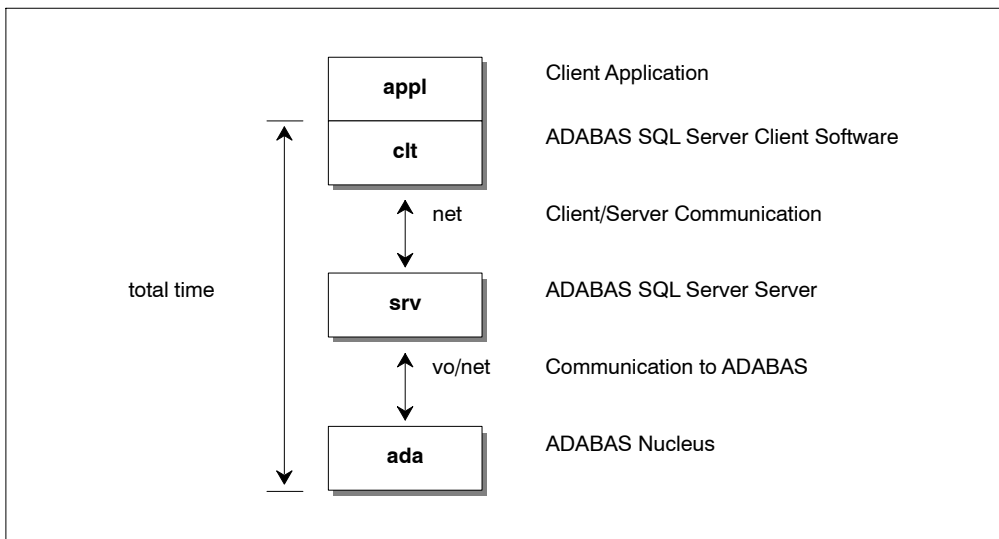 appl Client Application
clt ADABAS SQL Server Client Software
net Client/Server Communication
total time srv ADABAS SQL Server Server
vo/net Communication to ADABAS
ada ADABAS Nucleus